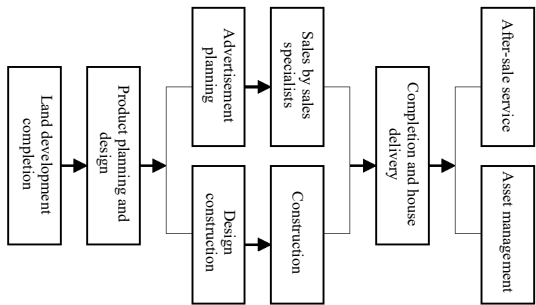 Land development
completion
Product planning and
design
Advertisement
planning
Sales by sales
specialists
Design
construction
Construction
Completion and house
delivery
After-sale service
Asset management